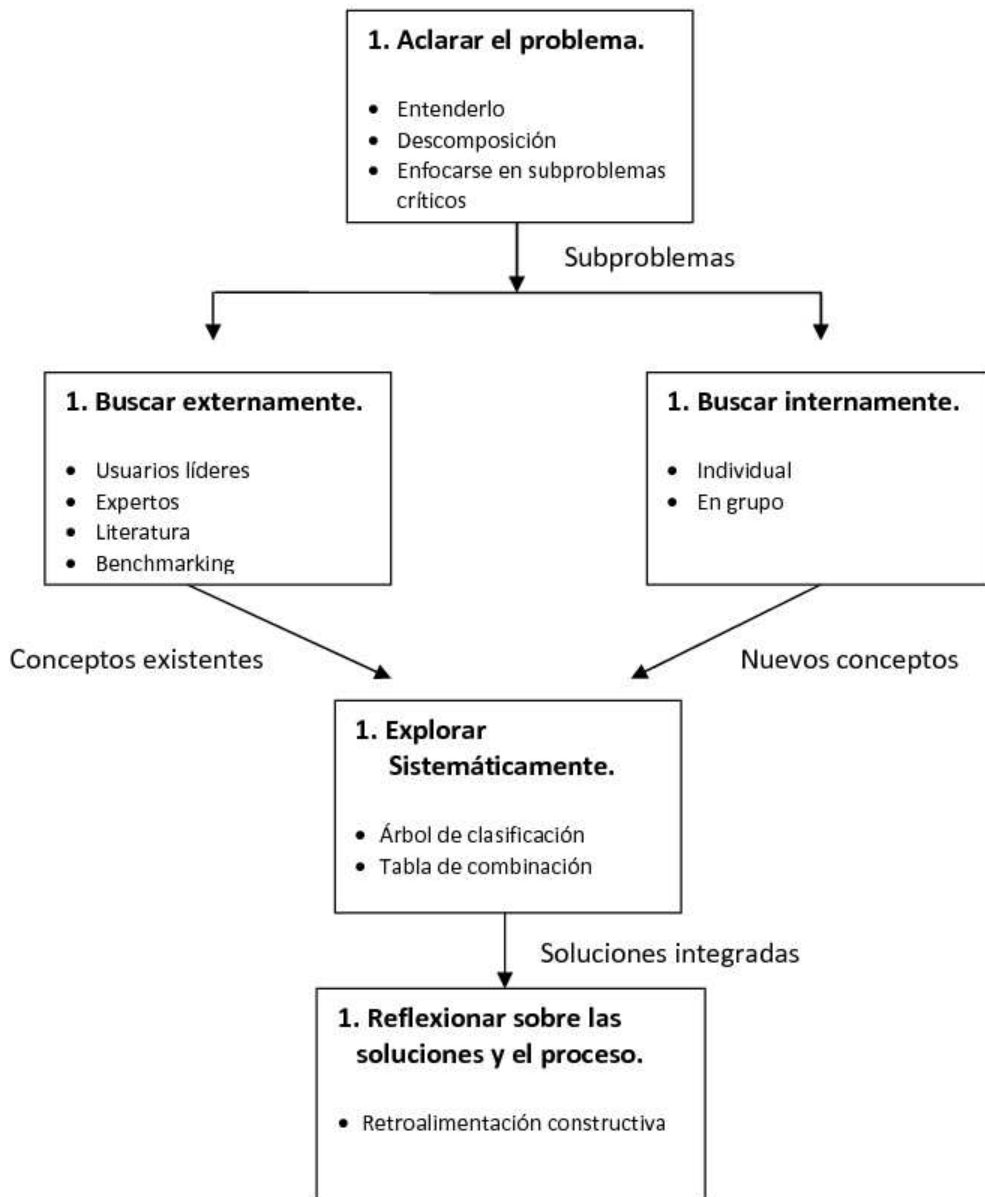 1. Aclarar el problema.
• Entenderlo
• Descomposición
• Enfocarse en subproblemas
críticos
Subproblemas
1. Buscar externamente.
• Usuarios líderes
• Expertos
• Literatura
• Benchmarking
1. Buscar internamente.
• Individual
• En grupo
Conceptos existentes
Nuevos conceptos
1. Explorar
Sistemáticamente.
• Árbol de clasificación
• Tabla de combinación
Soluciones integradas
1. Reflexionar sobre las
soluciones y el proceso.
• Retroalimentación constructiva